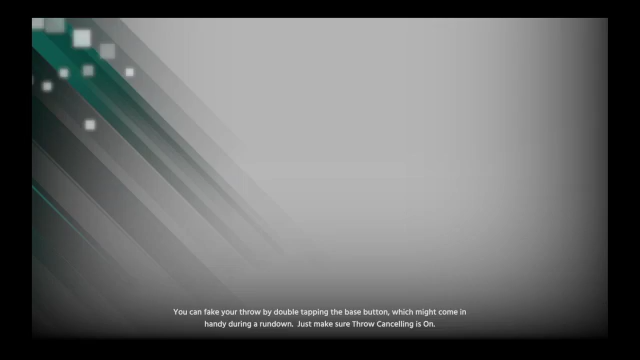 You can fake your throw by double tapping the base button, which might come in
handy during a rundown.  Just make sure Throw Cancelling is On.